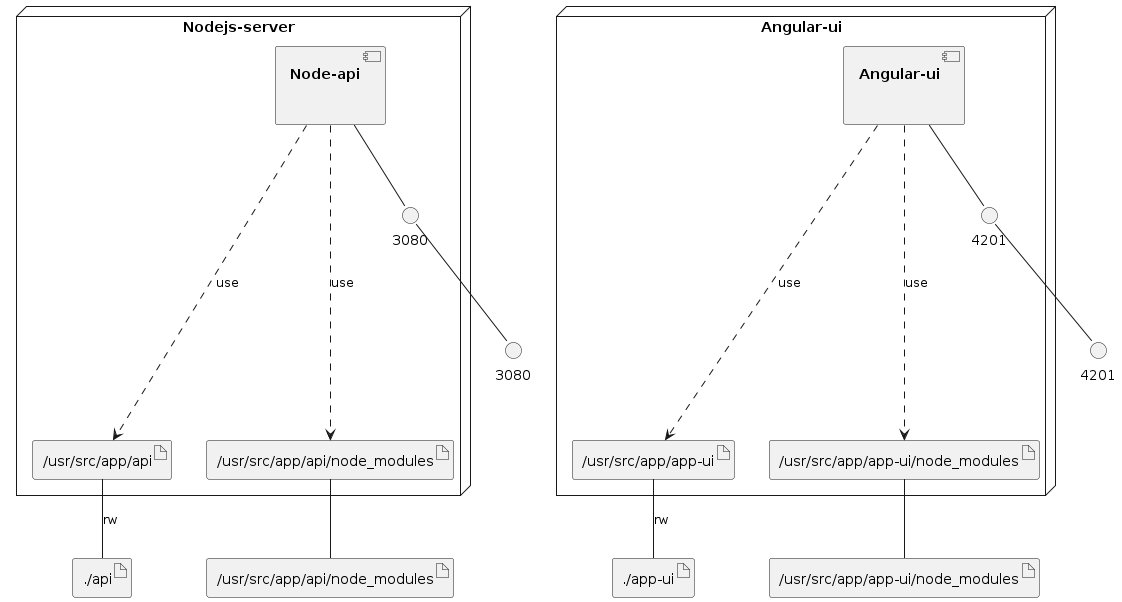 Nodejs-server
Angular-ui
Node-api
Angular-ui
3080
4201
use
use
use
use
3080
4201
/usr/src/app/api
/usr/src/app/api/node_modules
/usr/src/app/app-ui
/usr/src/app/app-ui/node_modules
rw
rw
./api
/usr/src/app/api/node_modules
./app-ui
/usr/src/app/app-ui/node_modules